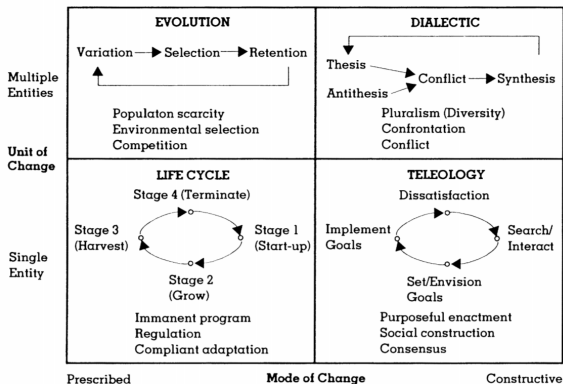 EVOLUTION
Variation Selection Retention
Populaton scarcity
Environmental selection
Competition
DIALECTIC
Thesis
Conflict Synthesis
Antithesis
Pluralism (Diversity)
Confrontation
Conflict
Multiple
Entities
Unit of
Change
Single
Entity
LIFE CYCLE
Stage 4 (Terminate)
Stage 3
(Harvest)
Stage 1
(Start-up)
Stage 2
(Grow)
Immanent program
Regulation
Compliant adaptation
TELEOLOGY
Dissatisfaction
Implement
Goals
Search/
Interact
Set/Envision
Goals
Purposeful enactment
Social construction
Consensus
Prescribed Mode of Change Constructive